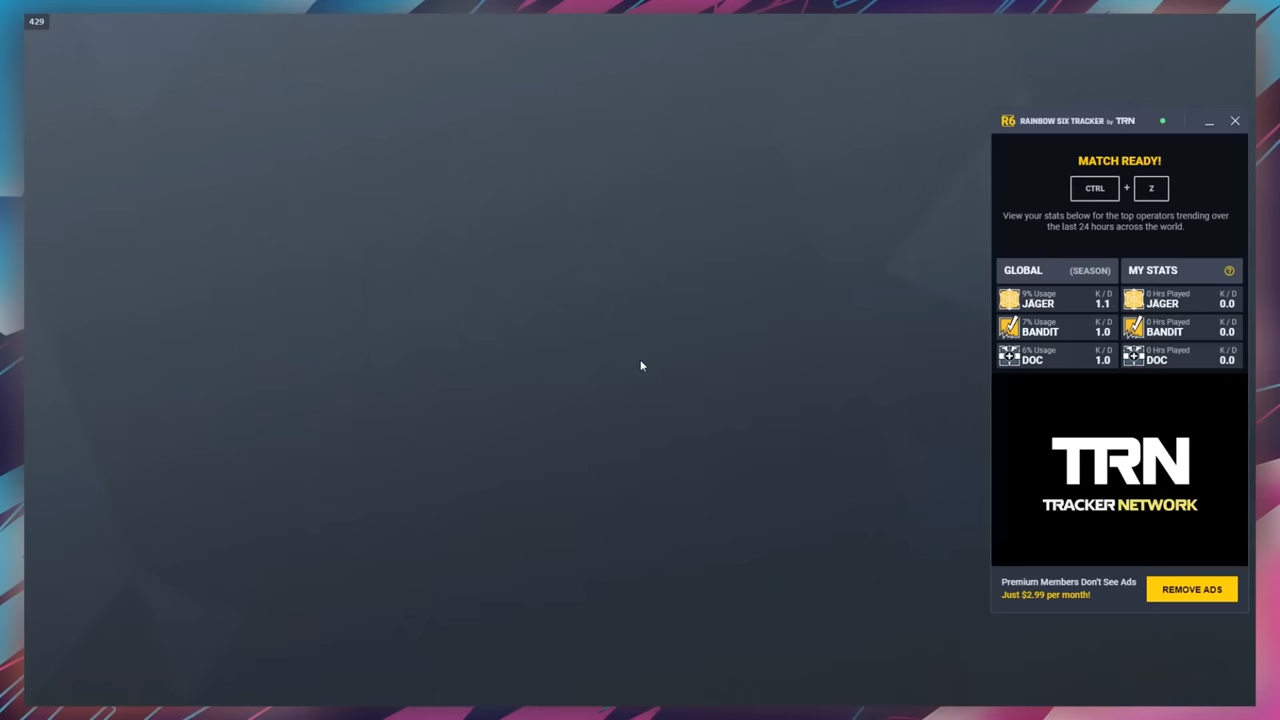 429
R6 RAINBOW SIX TRACKER by TRN
MATCH READY!
CTRL + Z
View your stats below for the top operators trending over
the last 24 hours across the world.
GLOBAL (SEASON) MY STATS ?
9% Usage K / D 0 Hrs Played K / D
JÄGER 1.1 JÄGER 0.0
7% Usage K / D 0 Hrs Played K / D
BANDIT 1.0 BANDIT 0.0
6% Usage K / D 0 Hrs Played K / D
DOC 1.0 DOC 0.0
TRN
TRACKER NETWORK
Premium Members Don't See Ads
Just $2.99 per month!
REMOVE ADS